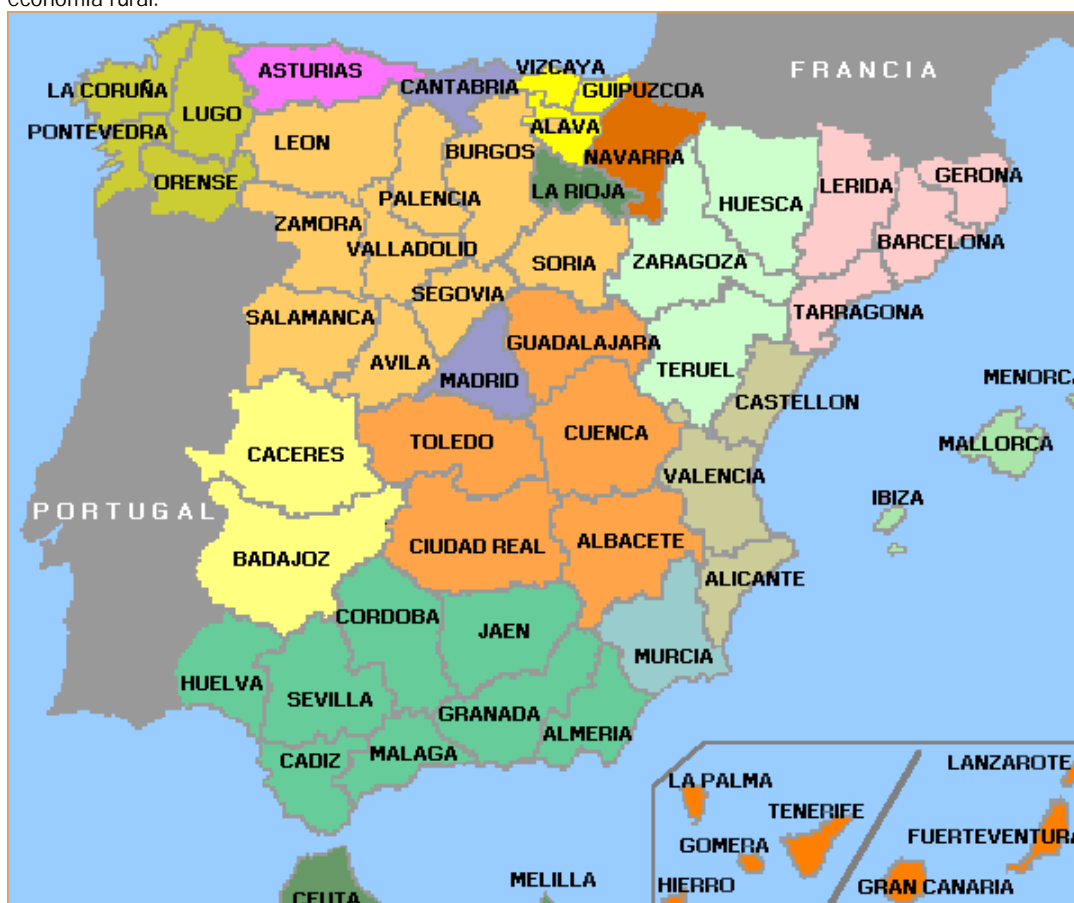 economía rural.
FRANCIA
VIZCAYA
ASTURIAS
CANTABRIA
LA CORUÑA
GUIPUZCOA
LUGO
PONTEVEDRA
ALAVA
LEON
BURGOS
NAVARRA
ORENSE
LA RIOJA
LERIDA
GERONA
PALENCIA
HUESCA
ZAMORA
VALLADOLID
BARCELONA
SORIA
ZARAGOZA
SEGOVIA
SALAMANCA
TARRAGONA
GUADALAJARA
AVILA
TERUEL
MADRID
MENORCA
CASTELLON
CUENCA
TOLEDO
MALLORCA
CACERES
VALENCIA
IBIZA
PORTUGAL
ALBACETE
CIUDAD REAL
BADAJOZ
ALICANTE
CORDOBA
JAEN
MURCIA
HUELVA
SEVILLA
GRANADA
ALMERIA
MALAGA
CADIZ
LANZAROTE
LA PALMA
TENERIFE
FUERTEVENTURA
GOMERA
MELILLA
HIERRO
GRAN CANARIA
CEUTA